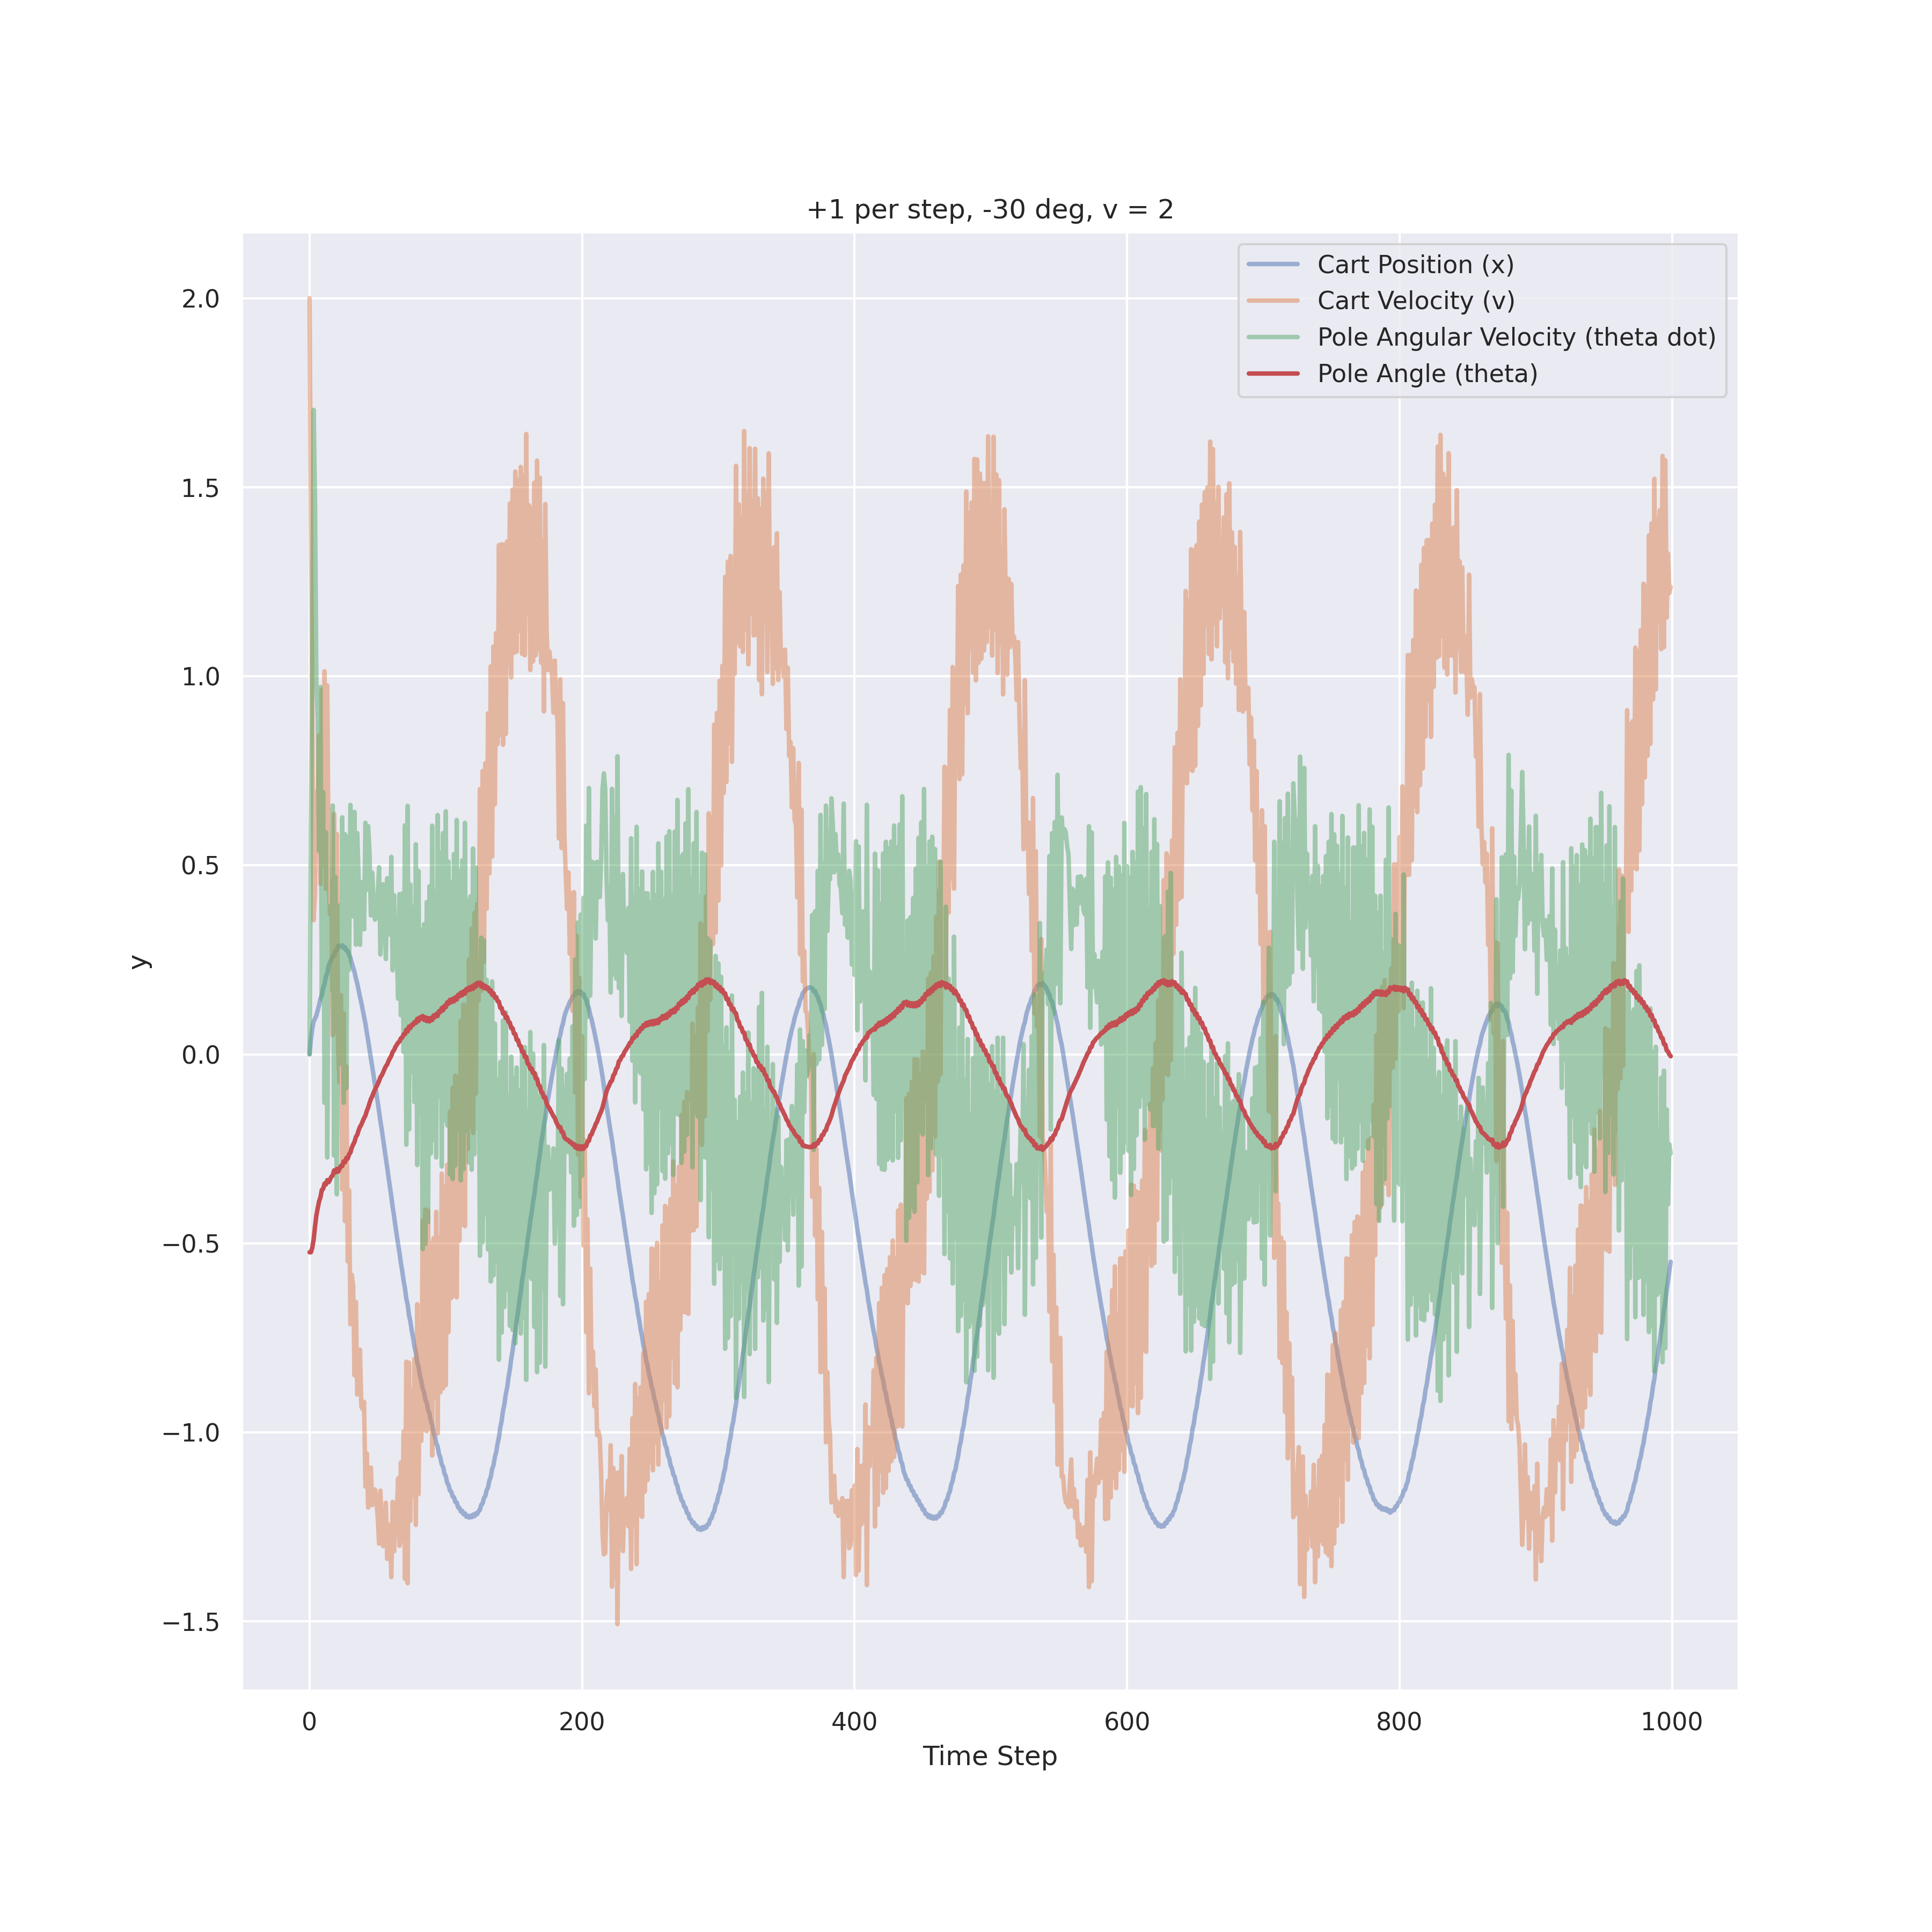 +1 per step, -30 deg, v = 2
Cart Position (x)
Cart Velocity (v)
Pole Angular Velocity (theta dot)
Pole Angle (theta)
2.0
1.5
1.0
0.5
0.0
−0.5
−1.0
−1.5
y
0 200 400 600 800 1000
Time Step